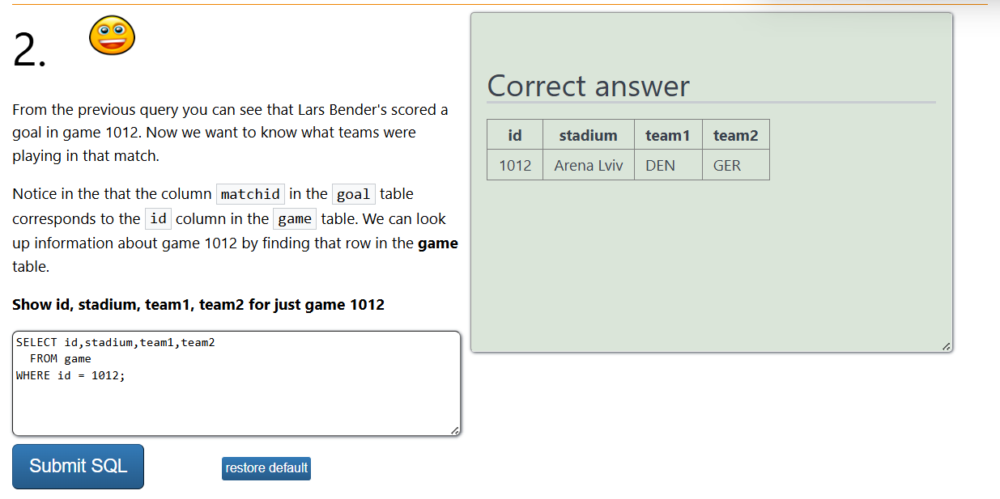 2.
From the previous query you can see that Lars Bender's scored a
goal in game 1012. Now we want to know what teams were
playing in that match.
Notice in the that the column matchid in the goal table
corresponds to the id column in the game table. We can look
up information about game 1012 by finding that row in the game
table.
Show id, stadium, team1, team2 for just game 1012
SELECT id,stadium,team1,team2
  FROM game
WHERE id = 1012;
Submit SQL
restore default
Correct answer
id stadium team1 team2
1012 Arena Lviv DEN GER